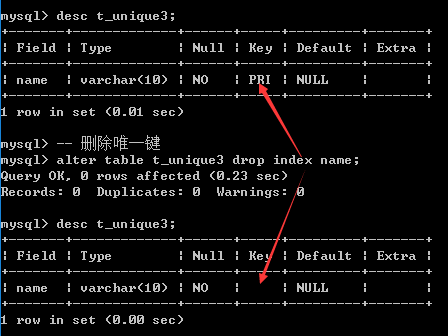 mysql> desc t_unique3;
+-------+-------------+------+-----+---------+-------+
| Field | Type        | Null | Key | Default | Extra |
+-------+-------------+------+-----+---------+-------+
| name  | varchar(10) | NO   | PRI | NULL    |       |
+-------+-------------+------+-----+---------+-------+
1 row in set (0.01 sec)
mysql> -- 删除唯一键
mysql> alter table t_unique3 drop index name;
Query OK, 0 rows affected (0.23 sec)
Records: 0  Duplicates: 0  Warnings: 0
mysql> desc t_unique3;
+-------+-------------+------+-----+---------+-------+
| Field | Type        | Null | Key | Default | Extra |
+-------+-------------+------+-----+---------+-------+
| name  | varchar(10) | NO   |     | NULL    |       |
+-------+-------------+------+-----+---------+-------+
1 row in set (0.00 sec)